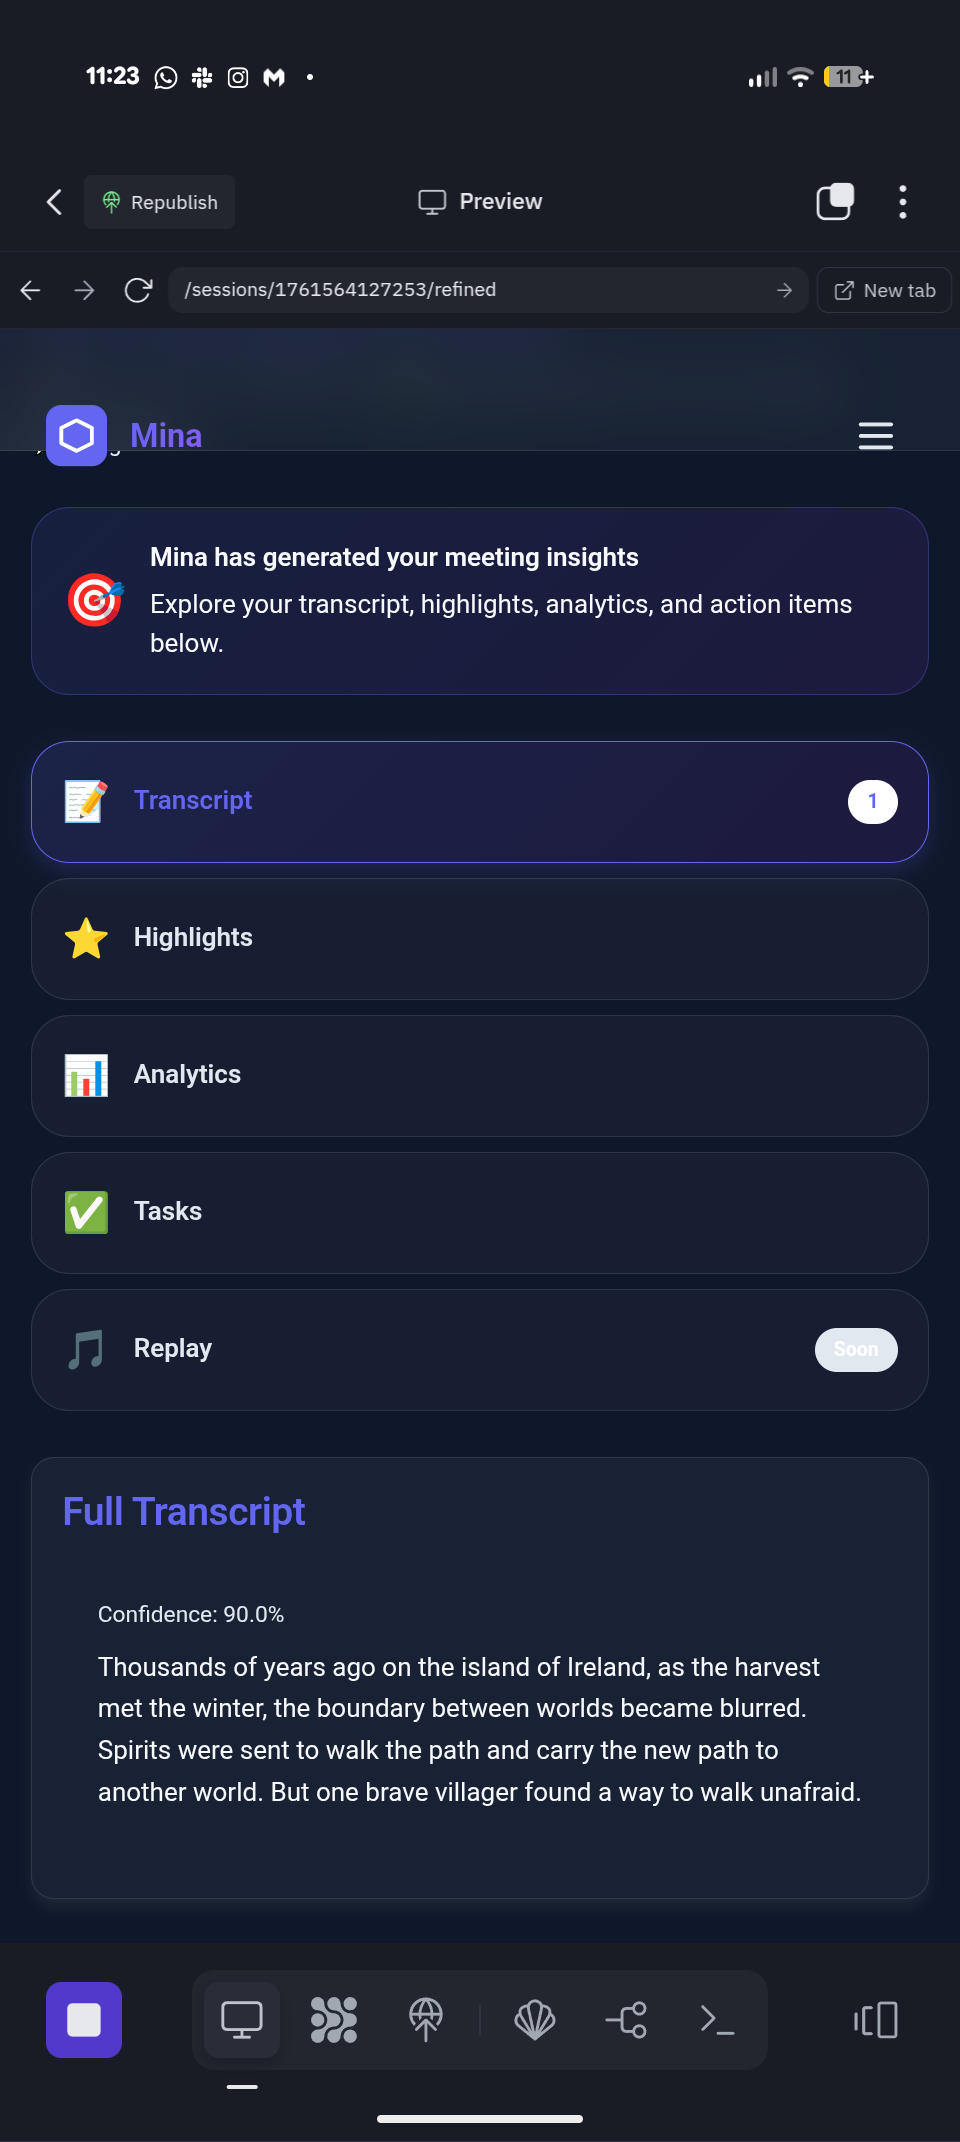 11:23
11+
Republish
Preview
/sessions/1761564127253/refined
New tab
Mina
Mina has generated your meeting insights
Explore your transcript, highlights, analytics, and action items
below.
Transcript
1
Highlights
Analytics
Tasks
Replay
Soon
Full Transcript
Confidence: 90.0%
Thousands of years ago on the island of Ireland, as the harvest
met the winter, the boundary between worlds became blurred.
Spirits were sent to walk the path and carry the new path to
another world. But one brave villager found a way to walk unafraid.